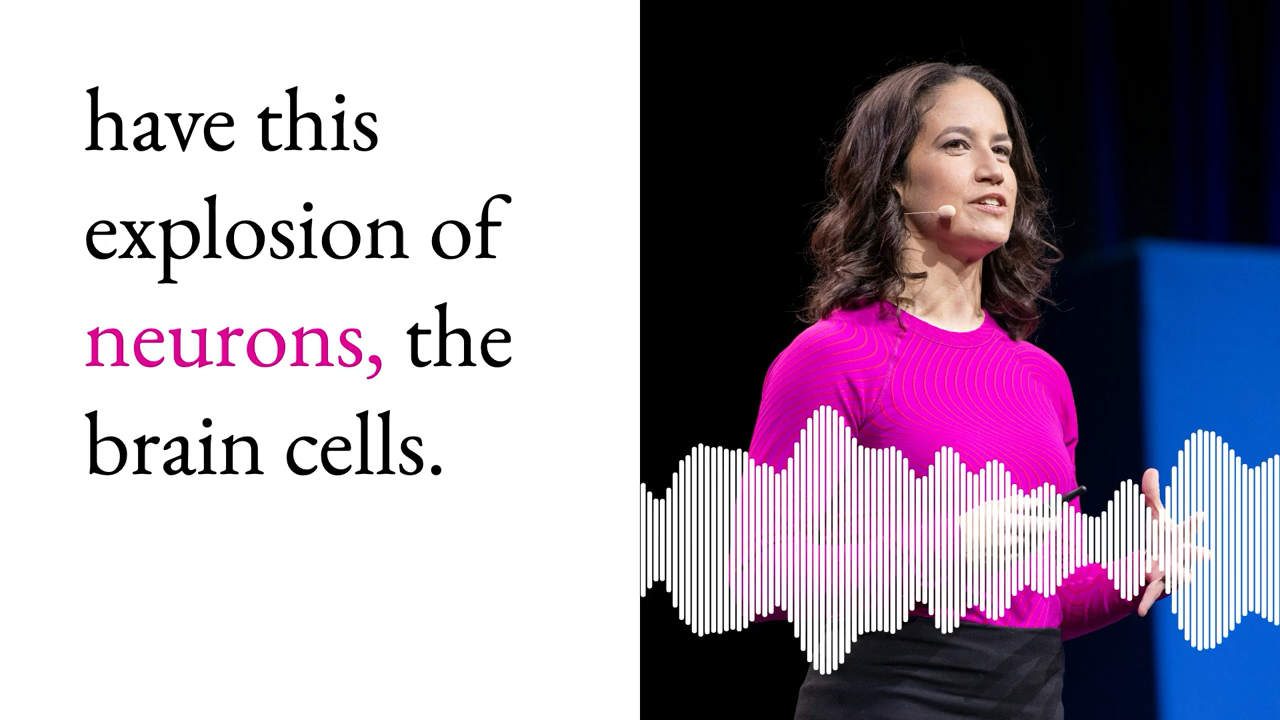 have this
explosion of
neurons, the
brain cells.